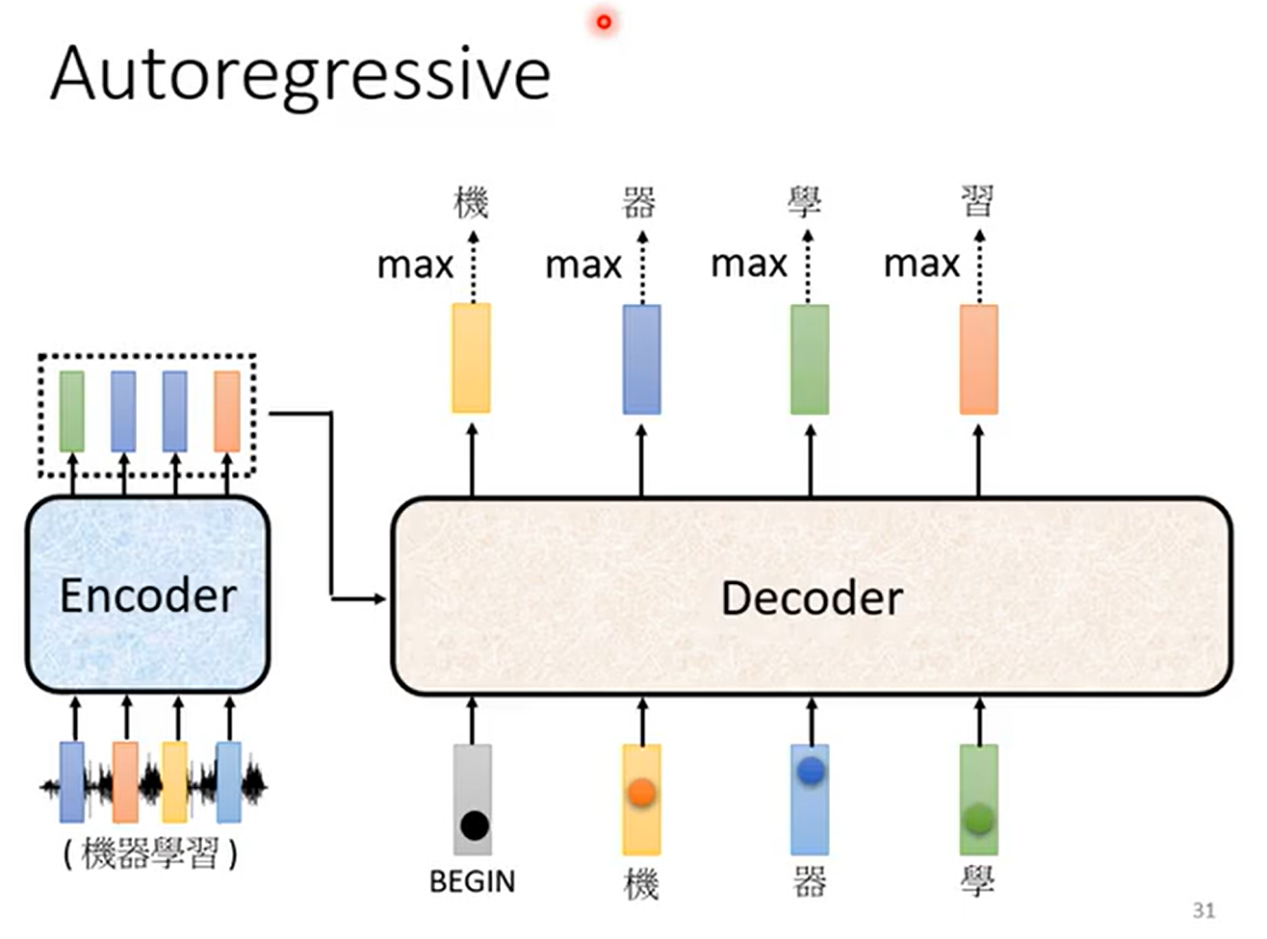 Autoregressive
機 器 學 習
max max max max
Encoder
Decoder
(機器學習)
BEGIN 機 器 學
31